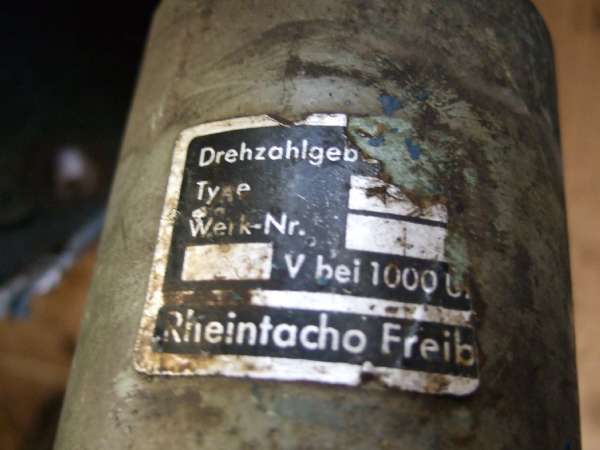 Drehzahlgeb
Type
Werk-Nr.
V bei 1000 U.
Rheintacho Freib